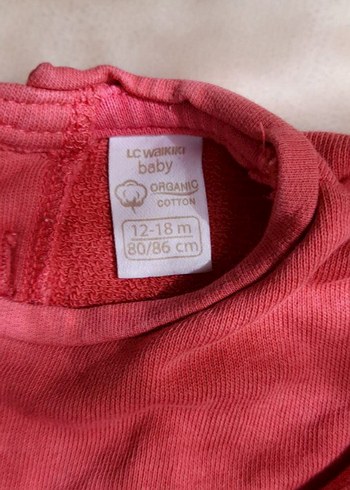 LC WAIKIKI
baby
ORGANIC
COTTON
12-18 m
80/86 cm